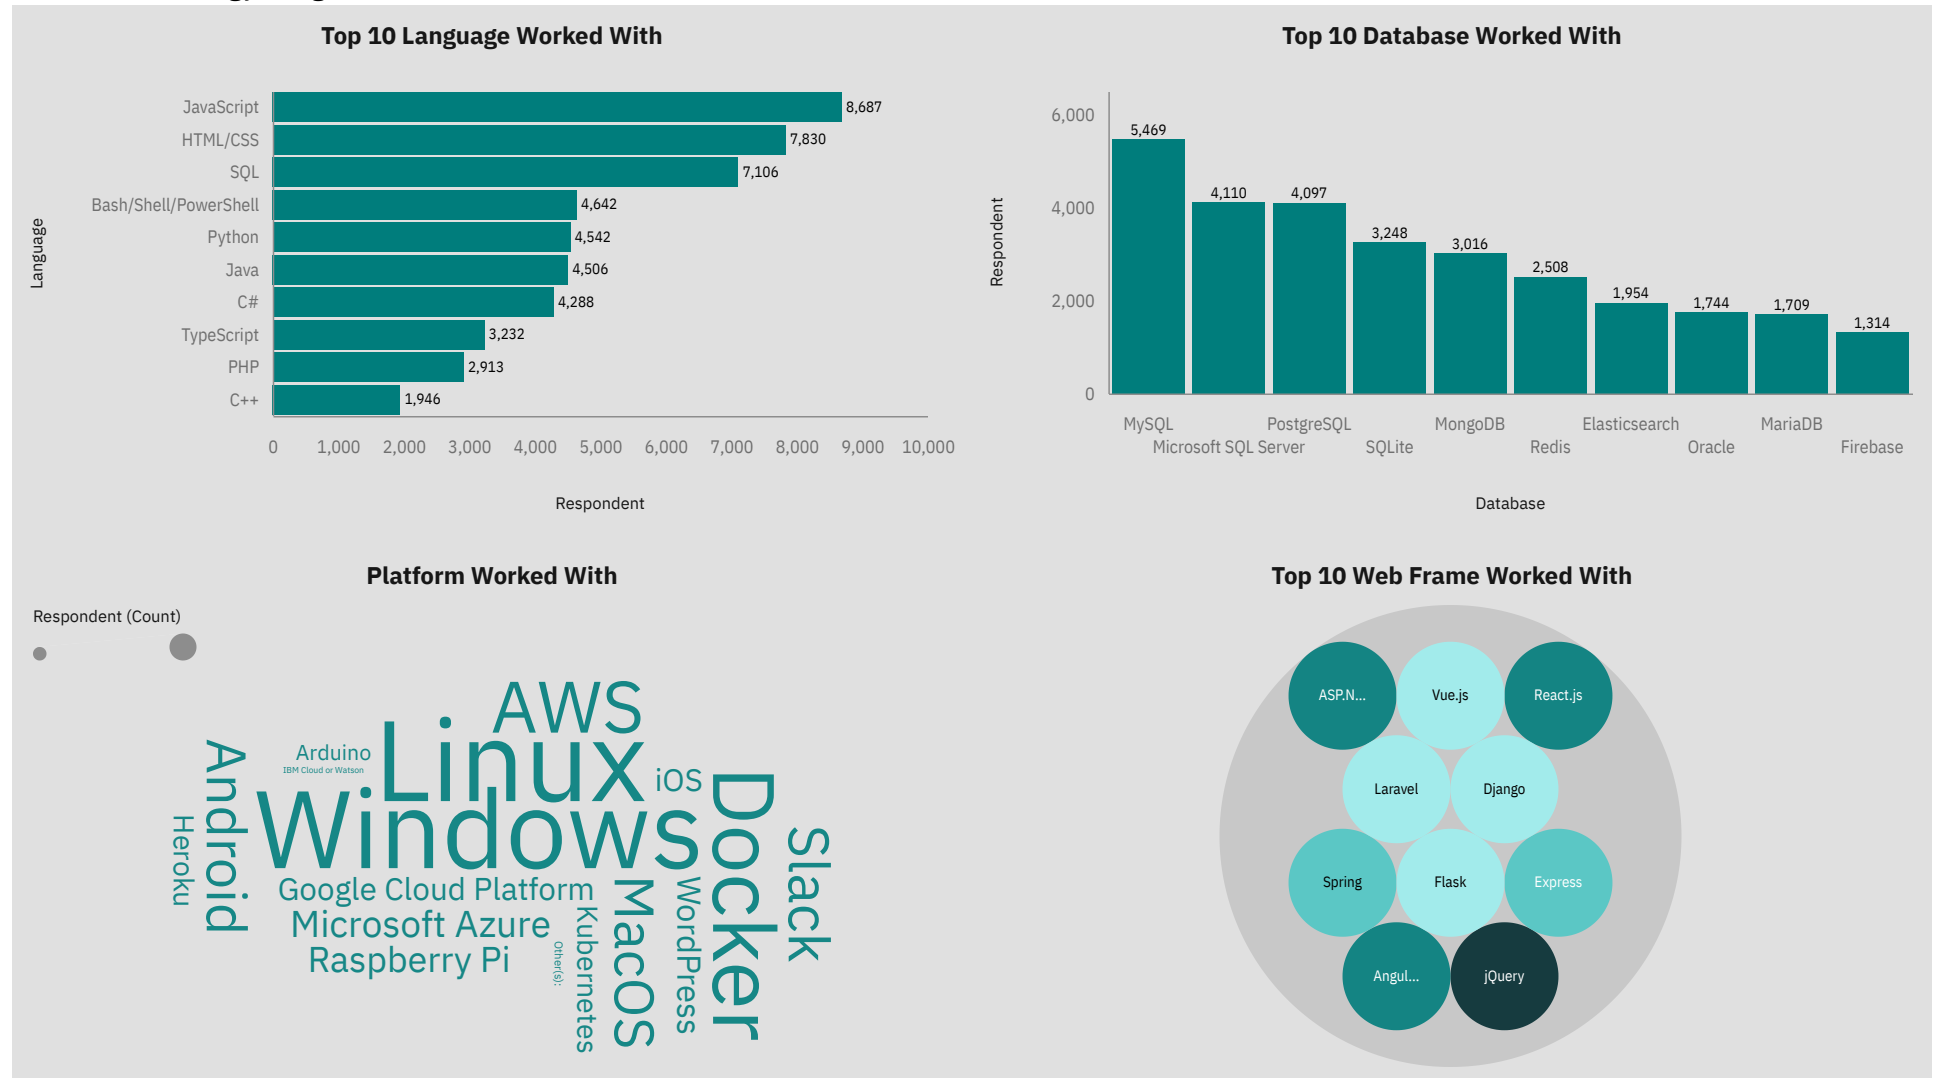 Top 10 Language Worked With
Language
JavaScript 8,687
HTML/CSS 7,830
SQL 7,106
Bash/Shell/PowerShell 4,642
Python 4,542
Java 4,506
C# 4,288
TypeScript 3,232
PHP 2,913
C++ 1,946
0 1,000 2,000 3,000 4,000 5,000 6,000 7,000 8,000 9,000 10,000
Respondent
Top 10 Database Worked With
Respondent
6,000
4,000
2,000
0
5,469
4,110
4,097
3,248
3,016
2,508
1,954
1,744
1,709
1,314
MySQL
Microsoft SQL Server
PostgreSQL
SQLite
MongoDB
Redis
Elasticsearch
Oracle
MariaDB
Firebase
Database
Platform Worked With
Respondent (Count)
AWS
Linux
Arduino
IBM Cloud or Watson
iOS
Windows
Android
Heroku
Docker
Slack
Google Cloud Platform
Microsoft Azure
Raspberry Pi
Other(s):
Kubernetes
MacOS
WordPress
Top 10 Web Frame Worked With
ASP.N...
Vue.js
React.js
Laravel
Django
Spring
Flask
Express
Angul...
jQuery